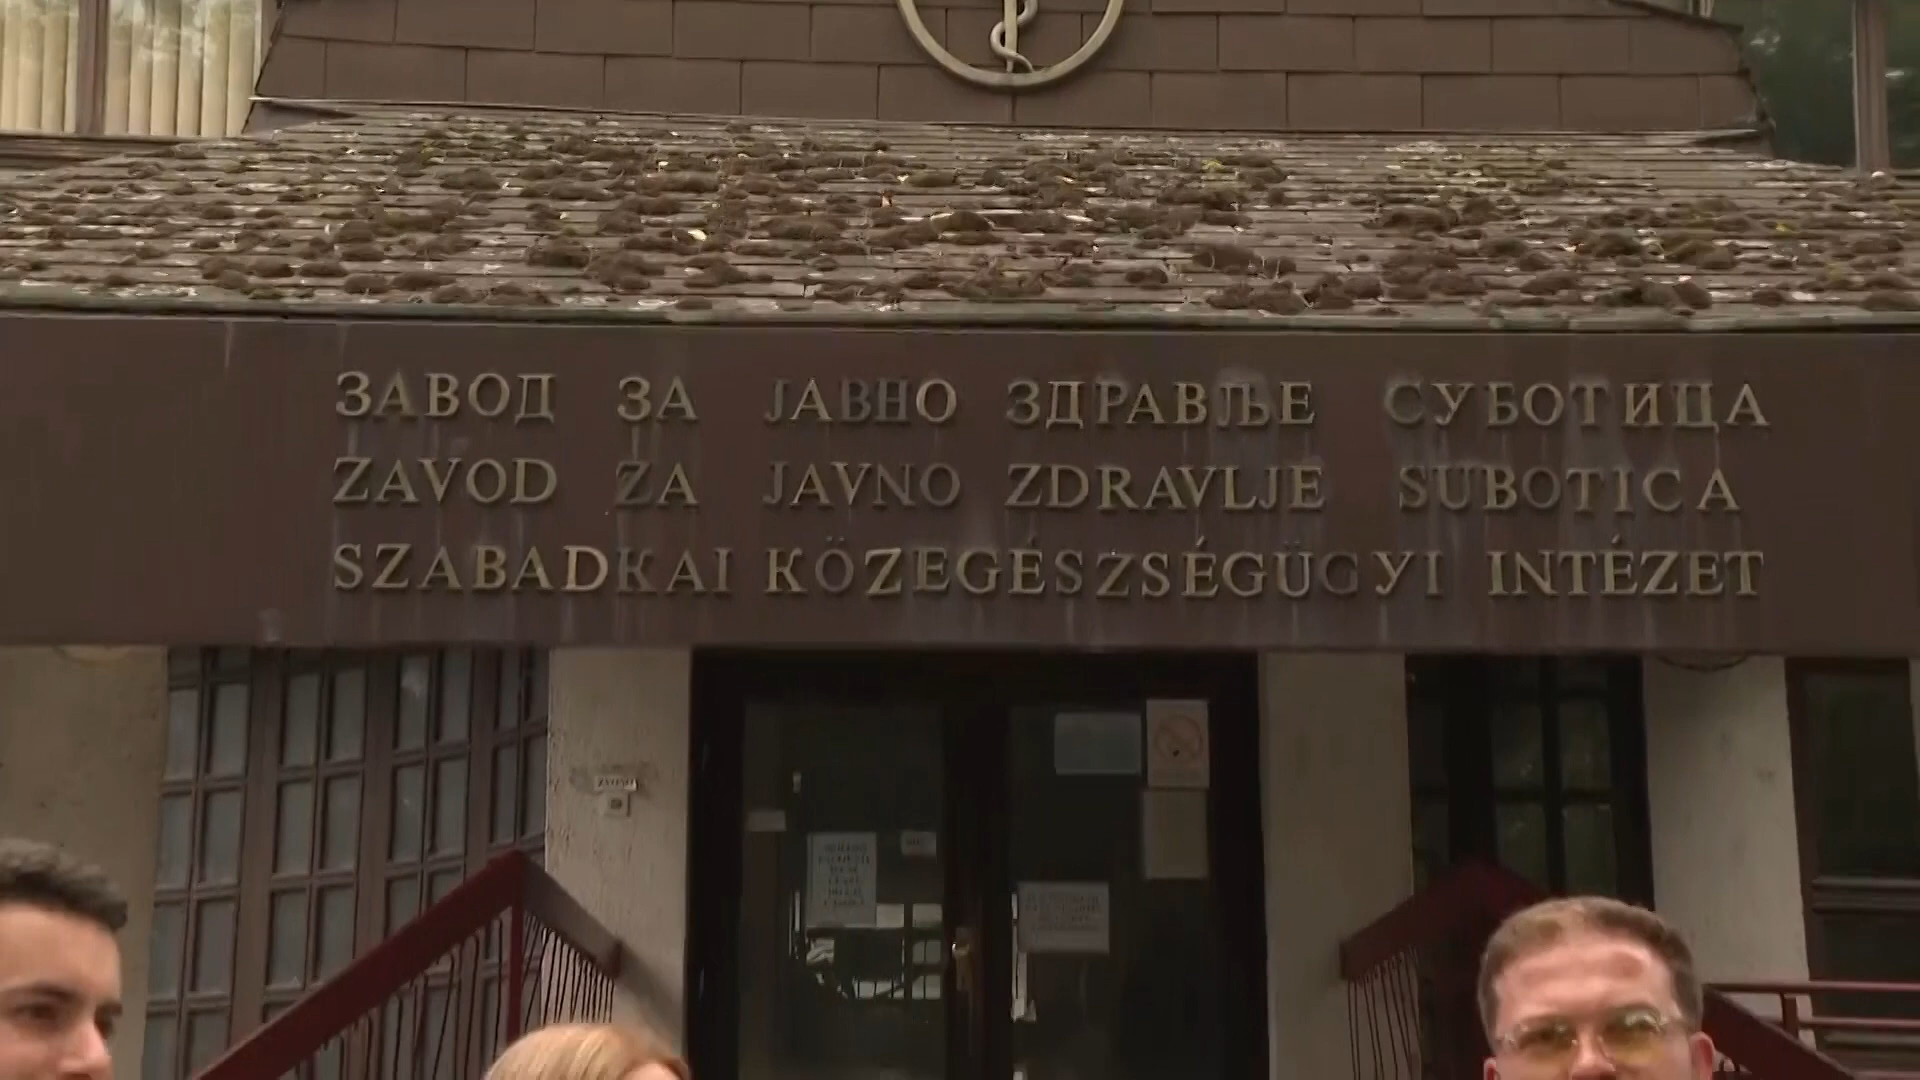 ЗАВОД ЗА ЈАВНО ЗДРАВЉЕ СУБОТИЦА
ZAVOD ZA JAVNO ZDRAVLJE SUBOTICA
SZABADKAI KÖZEGÉSZSÉGÜGYI INTÉZET